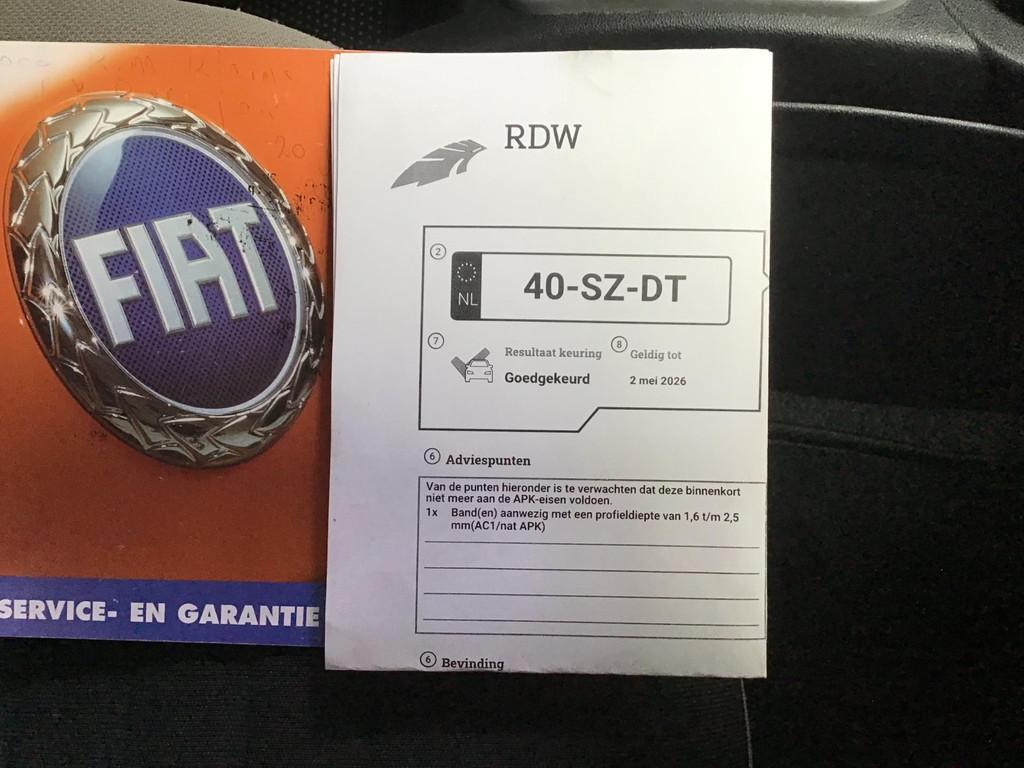 FIAT
SERVICE- EN GARANTIE
RDW
2
NL
40-SZ-DT
7
Resultaat keuring
Goedgekeurd
8
Geldig tot
2 mei 2026
6 Adviespunten
Van de punten hieronder is te verwachten dat deze binnenkort
niet meer aan de APK-eisen voldoen.
1x Band(en) aanwezig met een profieldiepte van 1,6 t/m 2,5
mm(AC1/nat APK)
6 Bevinding